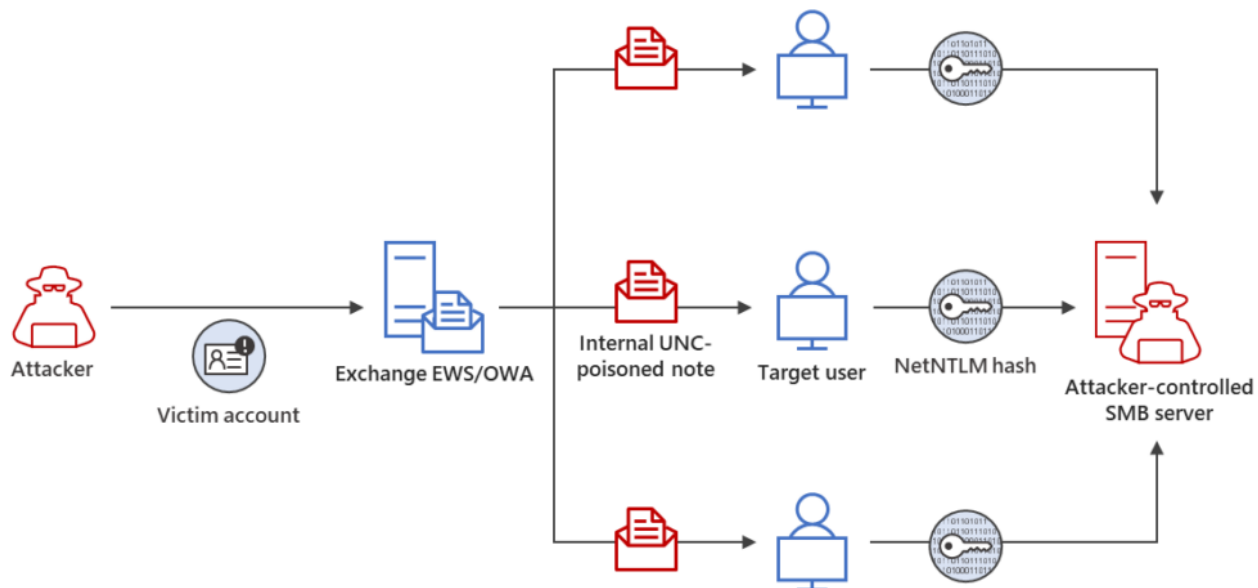 Attacker
Victim account
Exchange EWS/OWA
Internal UNC-
poisoned note
Target user
NetNTLM hash
Attacker-controlled
SMB server